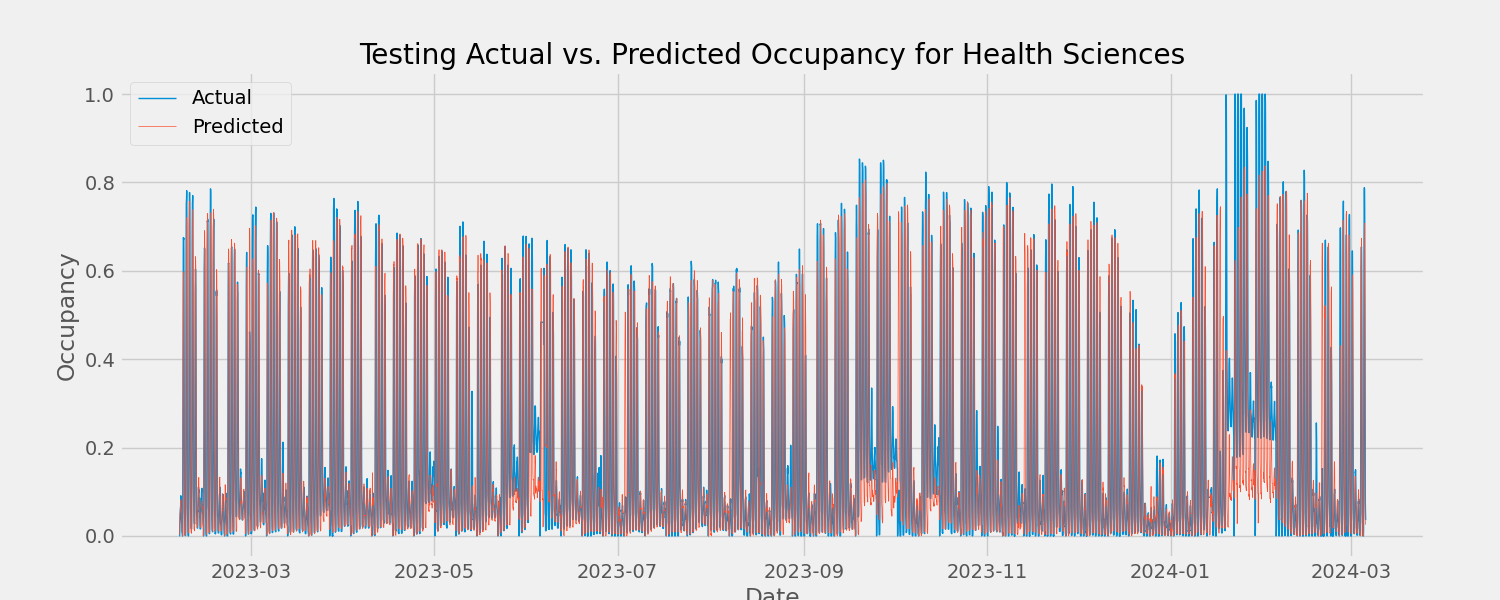 Testing Actual vs. Predicted Occupancy for Health Sciences
Actual
Predicted
1.0
0.8
0.6
0.4
0.2
0.0
Occupancy
2023-03
2023-05
2023-07
2023-09
2023-11
2024-01
2024-03
Date